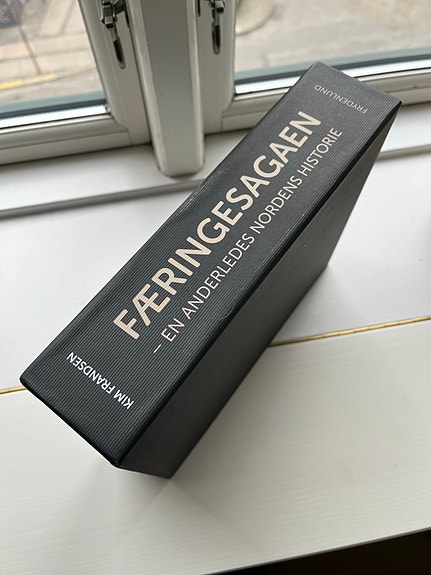 KIM FRANDSEN
FÆRINGESAGAEN
– EN ANDERLEDES NORDENS HISTORIE
FRYDENLUND